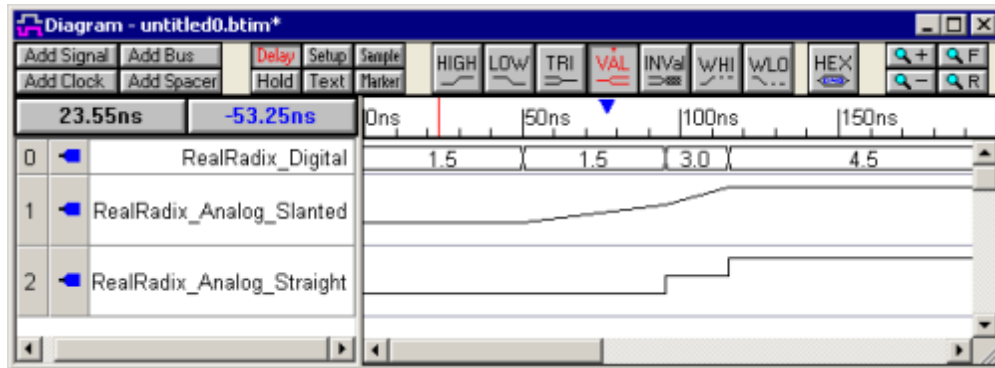 Diagram - untitled0.btim*
Add Signal Add Bus Delay Setup Sample HIGH LOW TRI VAL INVal WHI WLO HEX + F
Add Clock Add Spacer Hold Text Marker - R
23.55ns -53.25ns 0ns 50ns 100ns 150ns
0 RealRadix_Digital 1.5 1.5 3.0 4.5
1 RealRadix_Analog_Slanted
2 RealRadix_Analog_Straight